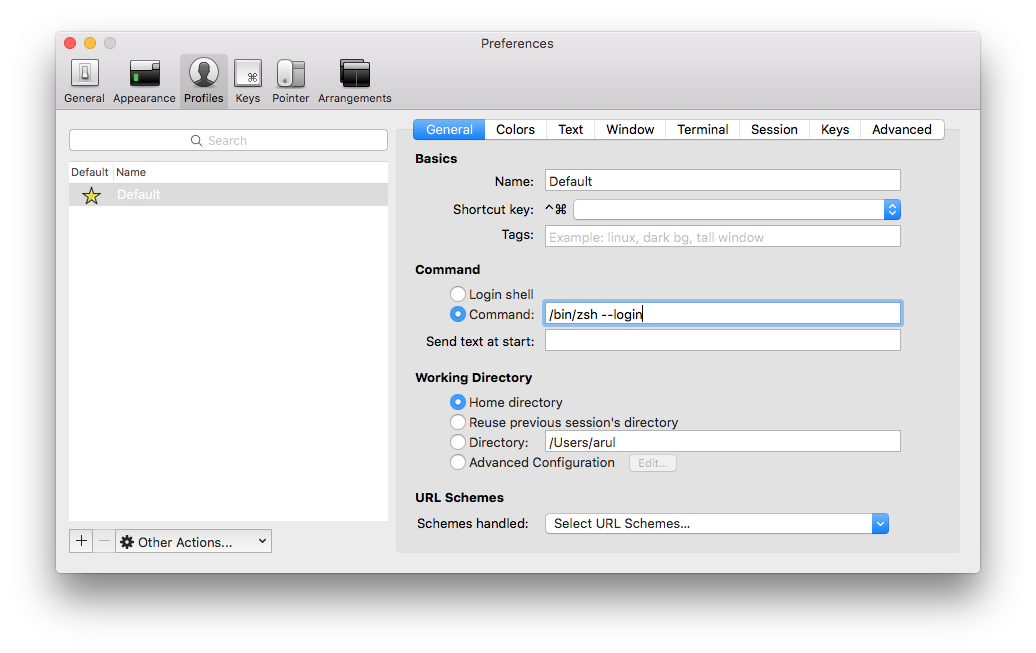 Preferences
General Appearance Profiles Keys Pointer Arrangements
Search
Default Name
Default
Other Actions...
General Colors Text Window Terminal Session Keys Advanced
Basics
Name: Default
Shortcut key: ^⌘
Tags: Example: linux, dark bg, tall window
Command
Login shell
Command: /bin/zsh --login
Send text at start:
Working Directory
Home directory
Reuse previous session's directory
Directory: /Users/arul
Advanced Configuration Edit...
URL Schemes
Schemes handled: Select URL Schemes...